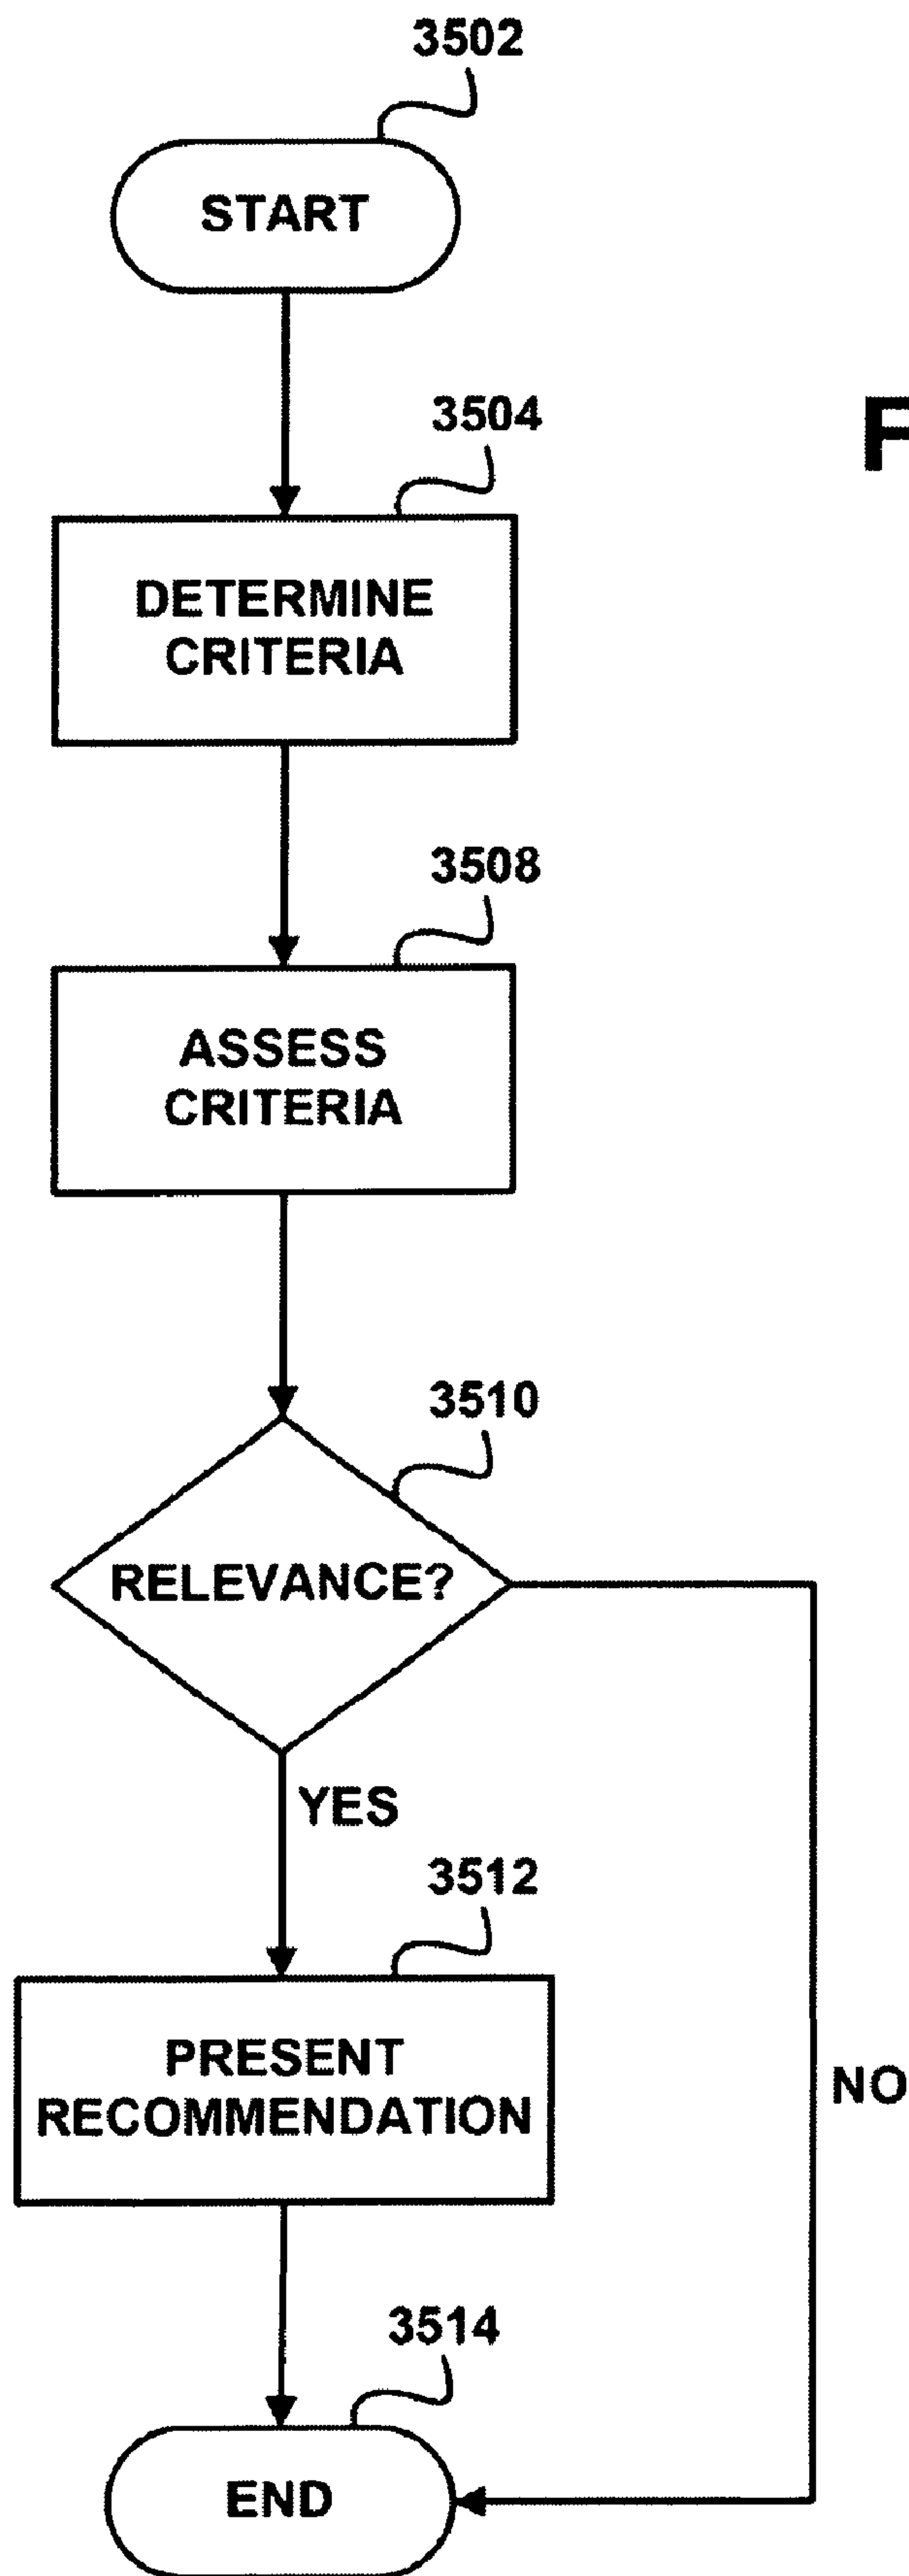 3502
START
3504
F
DETERMINE
CRITERIA
3508
ASSESS
CRITERIA
3510
RELEVANCE?
YES
3512
PRESENT
RECOMMENDATION
NO
3514
END